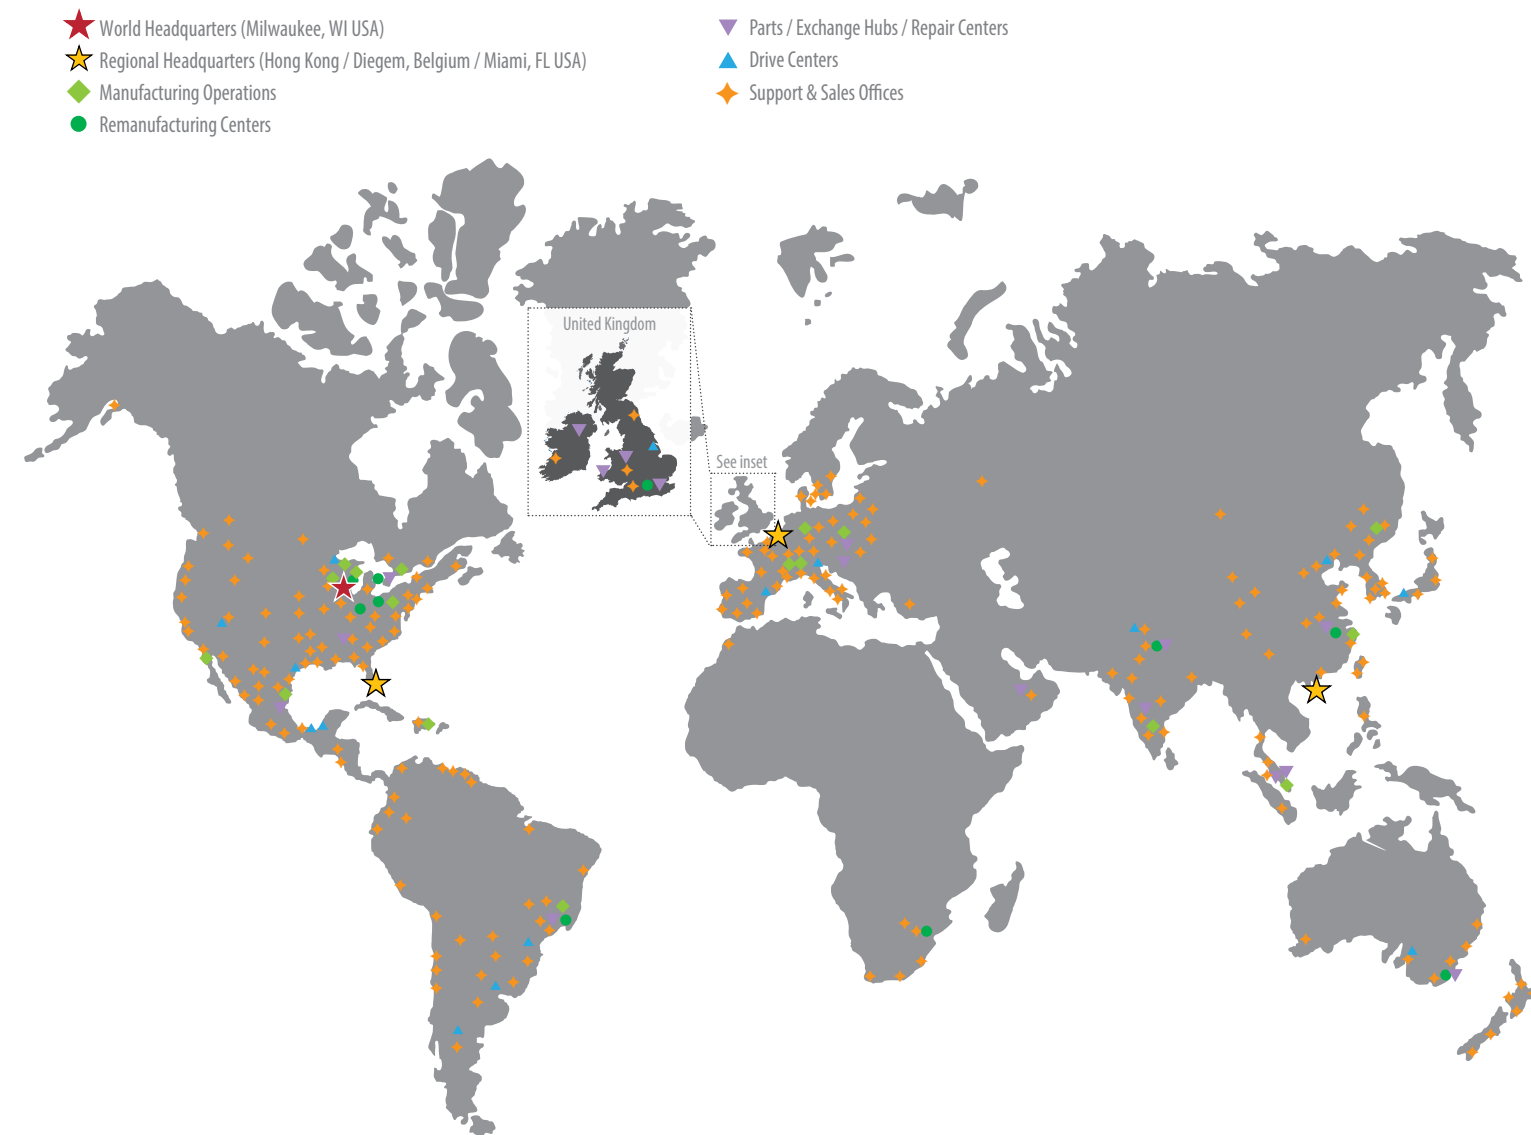 World Headquarters (Milwaukee, WI USA)
Regional Headquarters (Hong Kong / Diegem, Belgium / Miami, FL USA)
Manufacturing Operations
Remanufacturing Centers
Parts / Exchange Hubs / Repair Centers
Drive Centers
Support & Sales Offices
United Kingdom
See inset